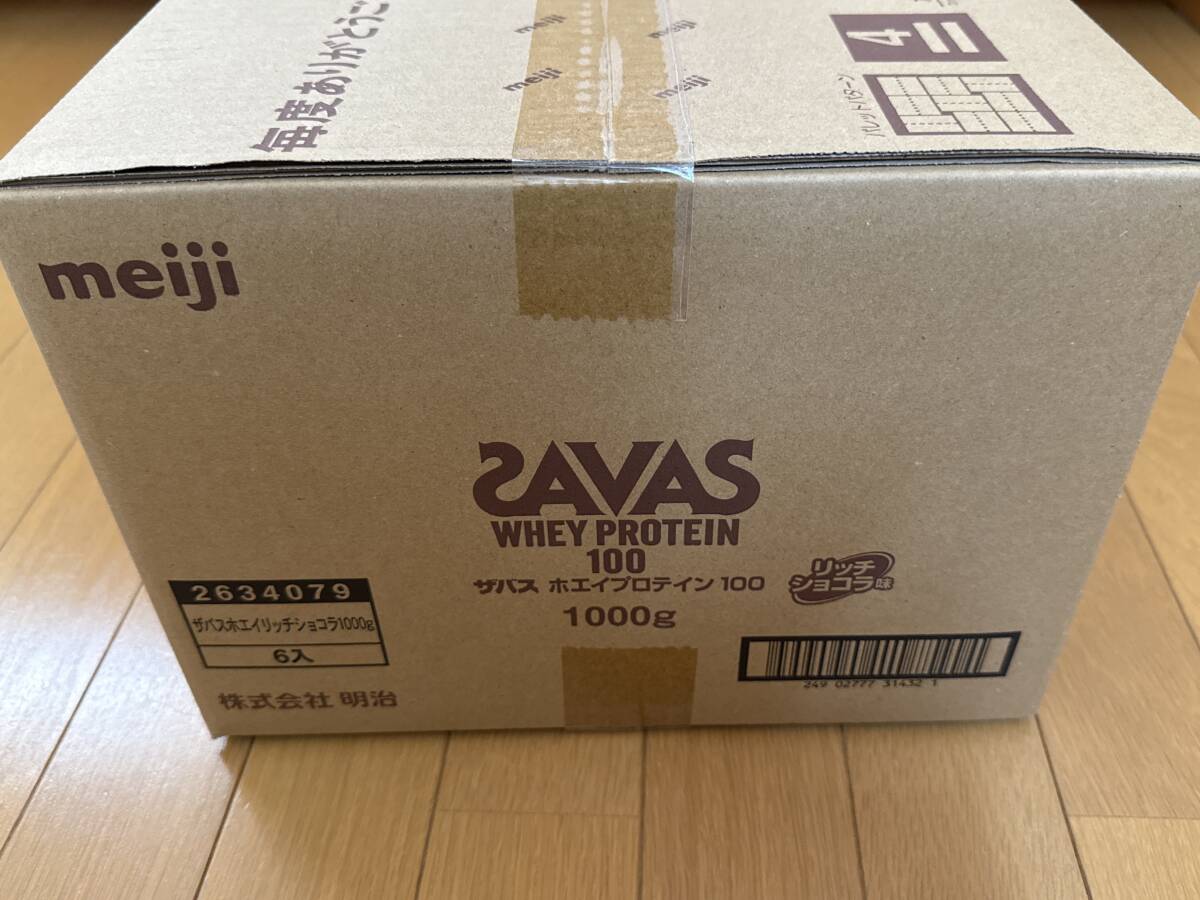 毎度ありがとうご
meiji
meiji
meiji
meiji
4
パレットパターン
meiji
SAVAS
WHEY PROTEIN
100
ザバス ホエイプロテイン 100
リッチ
ショコラ味
1000g
2634079
ザバスホエイリッチショコラ1000g
6入
株式会社 明治
249 02777 31432 1